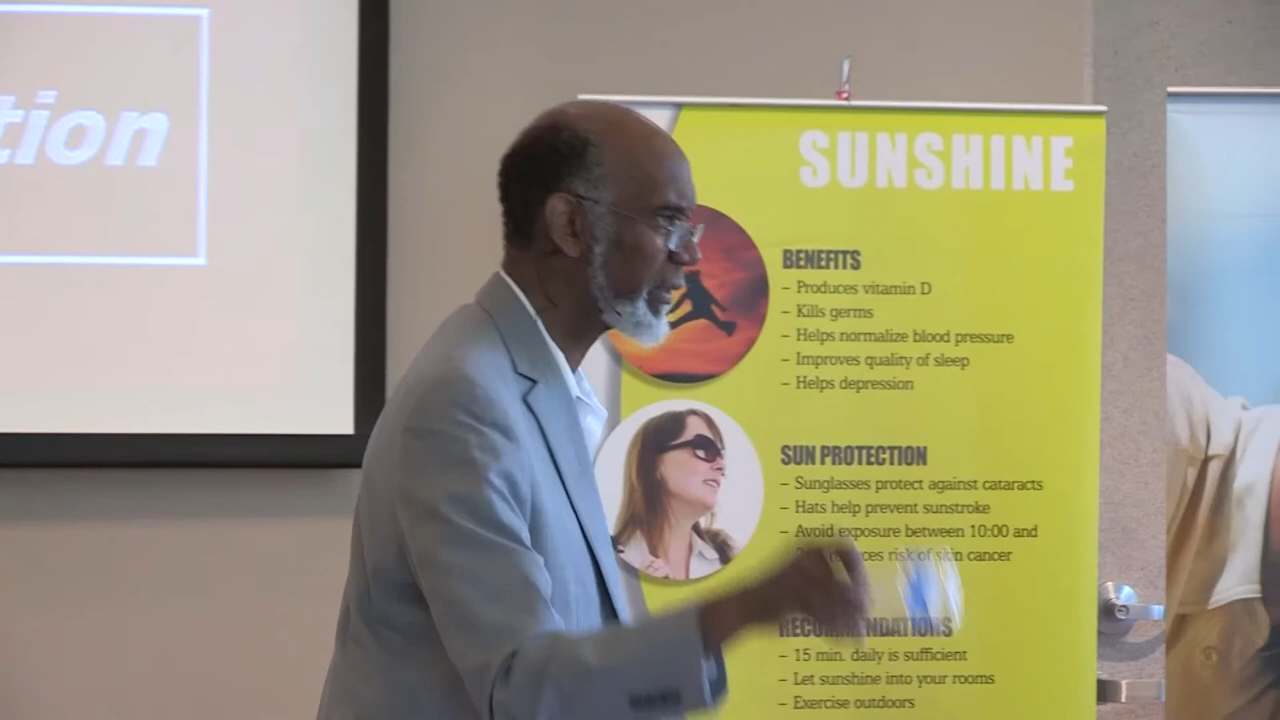 tion
SUNSHINE
BENEFITS
– Produces vitamin D
– Kills germs
– Helps normalize blood pressure
– Improves quality of sleep
– Helps depression
SUN PROTECTION
– Sunglasses protect against cataracts
– Hats help prevent sunstroke
– Avoid exposure between 10:00 and
risk of skin cancer
RECOMMENDATIONS
– 15 min. daily is sufficient
– Let sunshine into your rooms
– Exercise outdoors